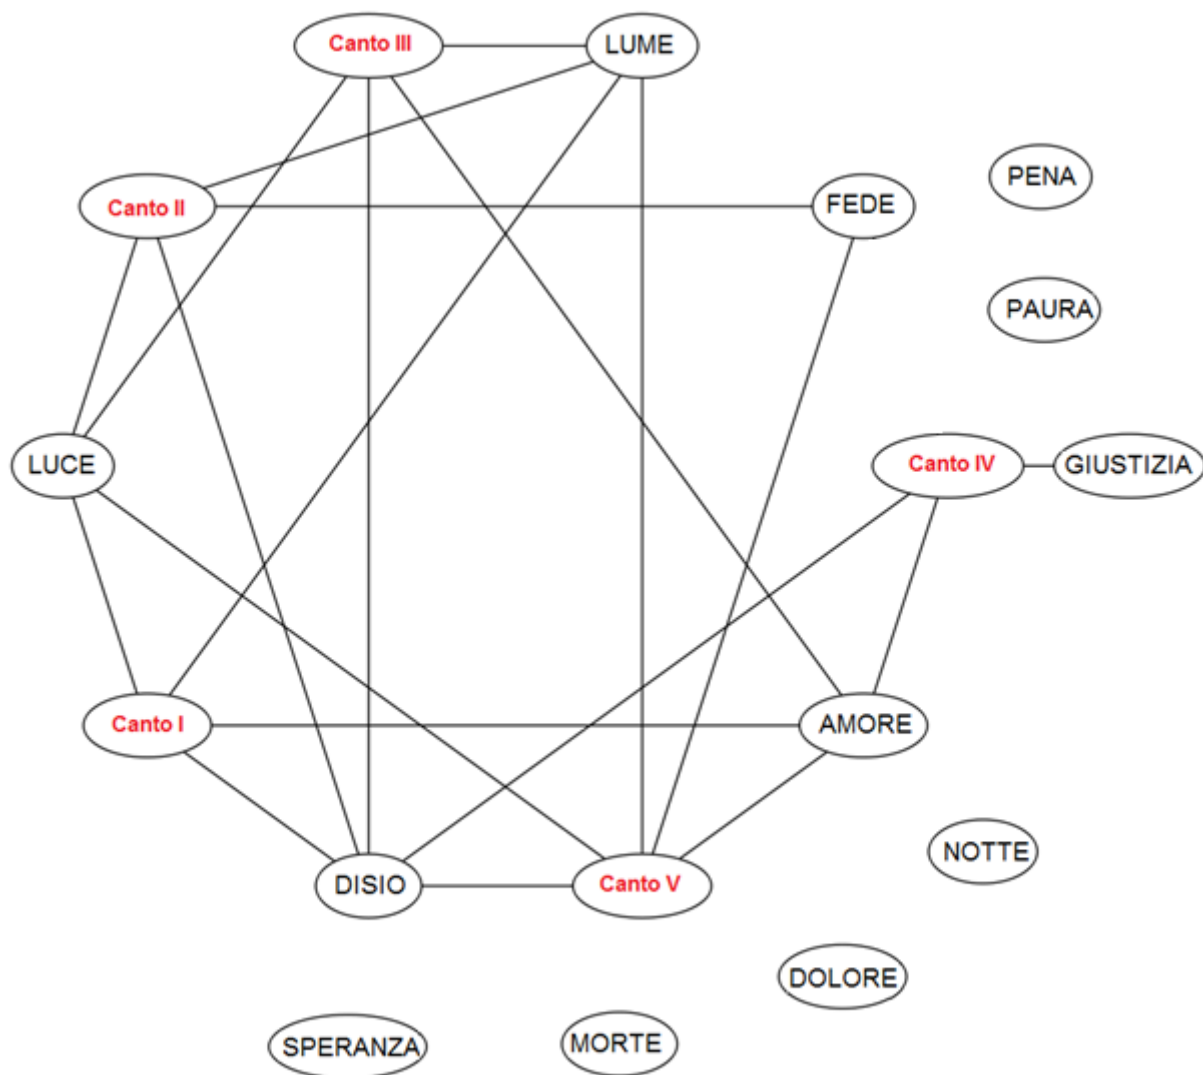 Canto III
LUME
PENA
Canto II
FEDE
PAURA
LUCE
Canto IV
GIUSTIZIA
Canto I
AMORE
NOTTE
DISIO
Canto V
DOLORE
SPERANZA
MORTE